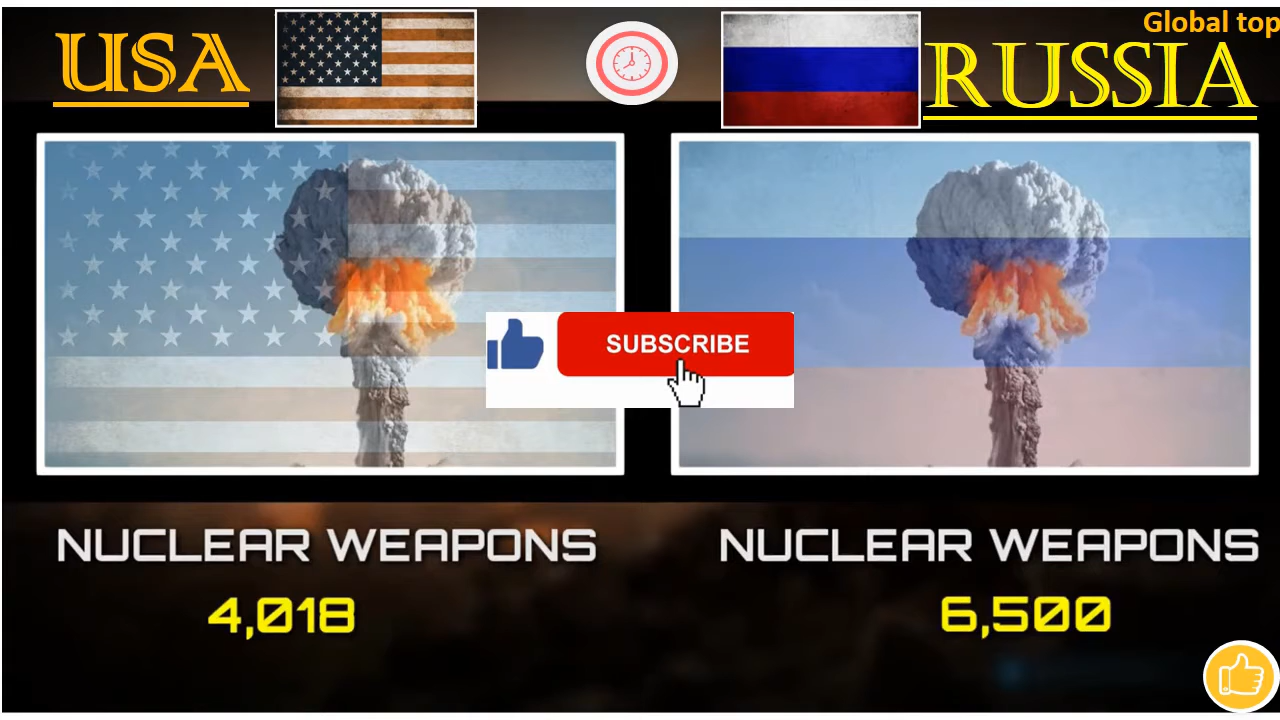 Global top
USA
RUSSIA
SUBSCRIBE
NUCLEAR WEAPONS
4,018
NUCLEAR WEAPONS
6,500